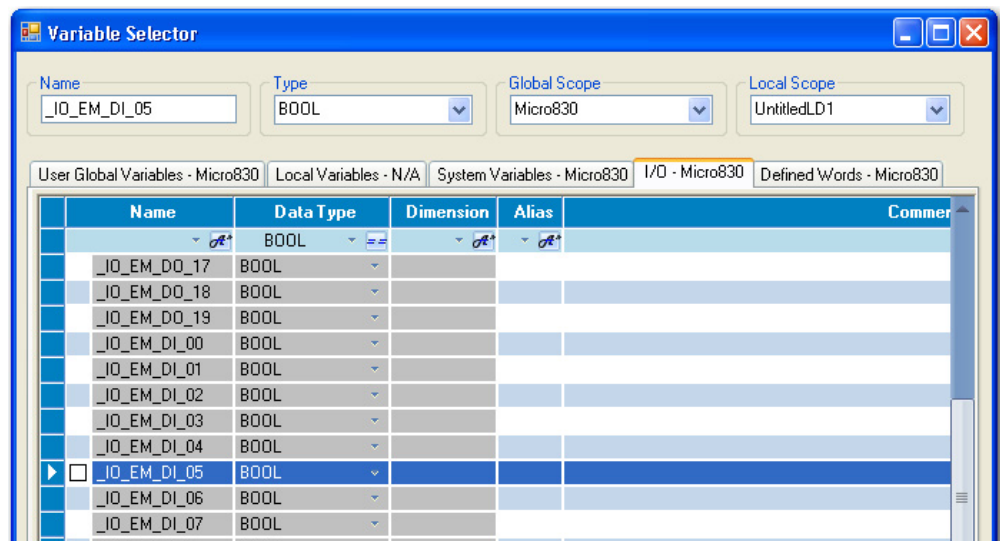 Variable Selector
Name Type Global Scope Local Scope
_IO_EM_DI_05 BOOL Micro830 UntitledLD1
User Global Variables - Micro830 Local Variables - N/A System Variables - Micro830 I/O - Micro830 Defined Words - Micro830
Name Data Type Dimension Alias Commer
BOOL ==
_IO_EM_DO_17 BOOL
_IO_EM_DO_18 BOOL
_IO_EM_DO_19 BOOL
_IO_EM_DI_00 BOOL
_IO_EM_DI_01 BOOL
_IO_EM_DI_02 BOOL
_IO_EM_DI_03 BOOL
_IO_EM_DI_04 BOOL
_IO_EM_DI_05 BOOL
_IO_EM_DI_06 BOOL
_IO_EM_DI_07 BOOL